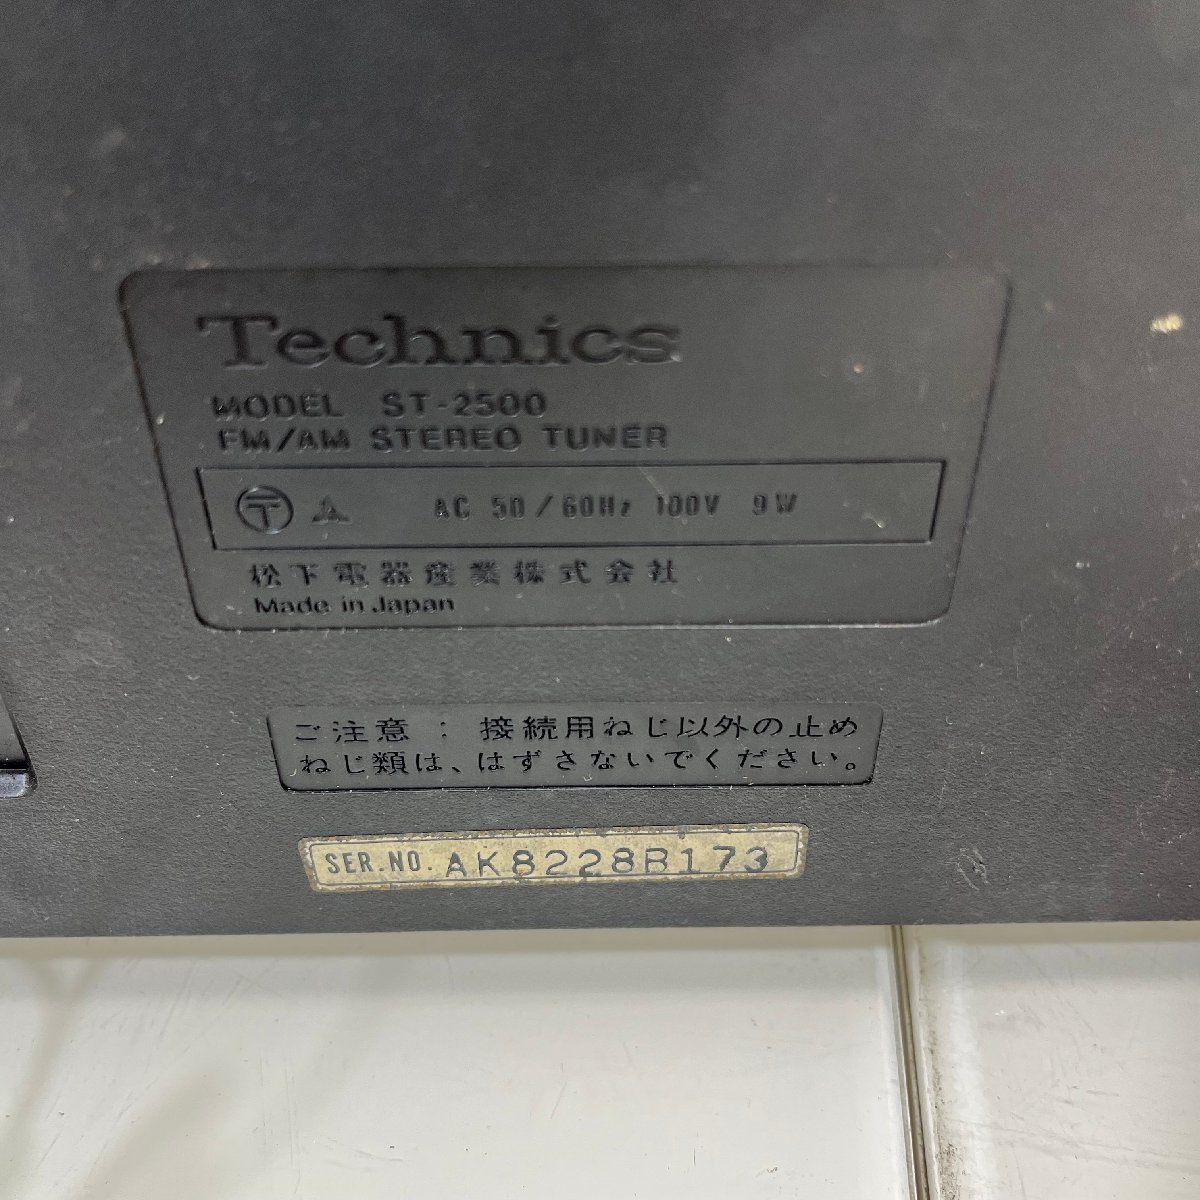 Technics
MODEL ST-2500
FM/AM STEREO TUNER
AC 50/60Hz 100V 9W
松下電器産業株式会社
Made in Japan
ご注意 : 接続用ねじ以外の止め
ねじ類は、はずさないでください。
SER.NO. AK8228B173